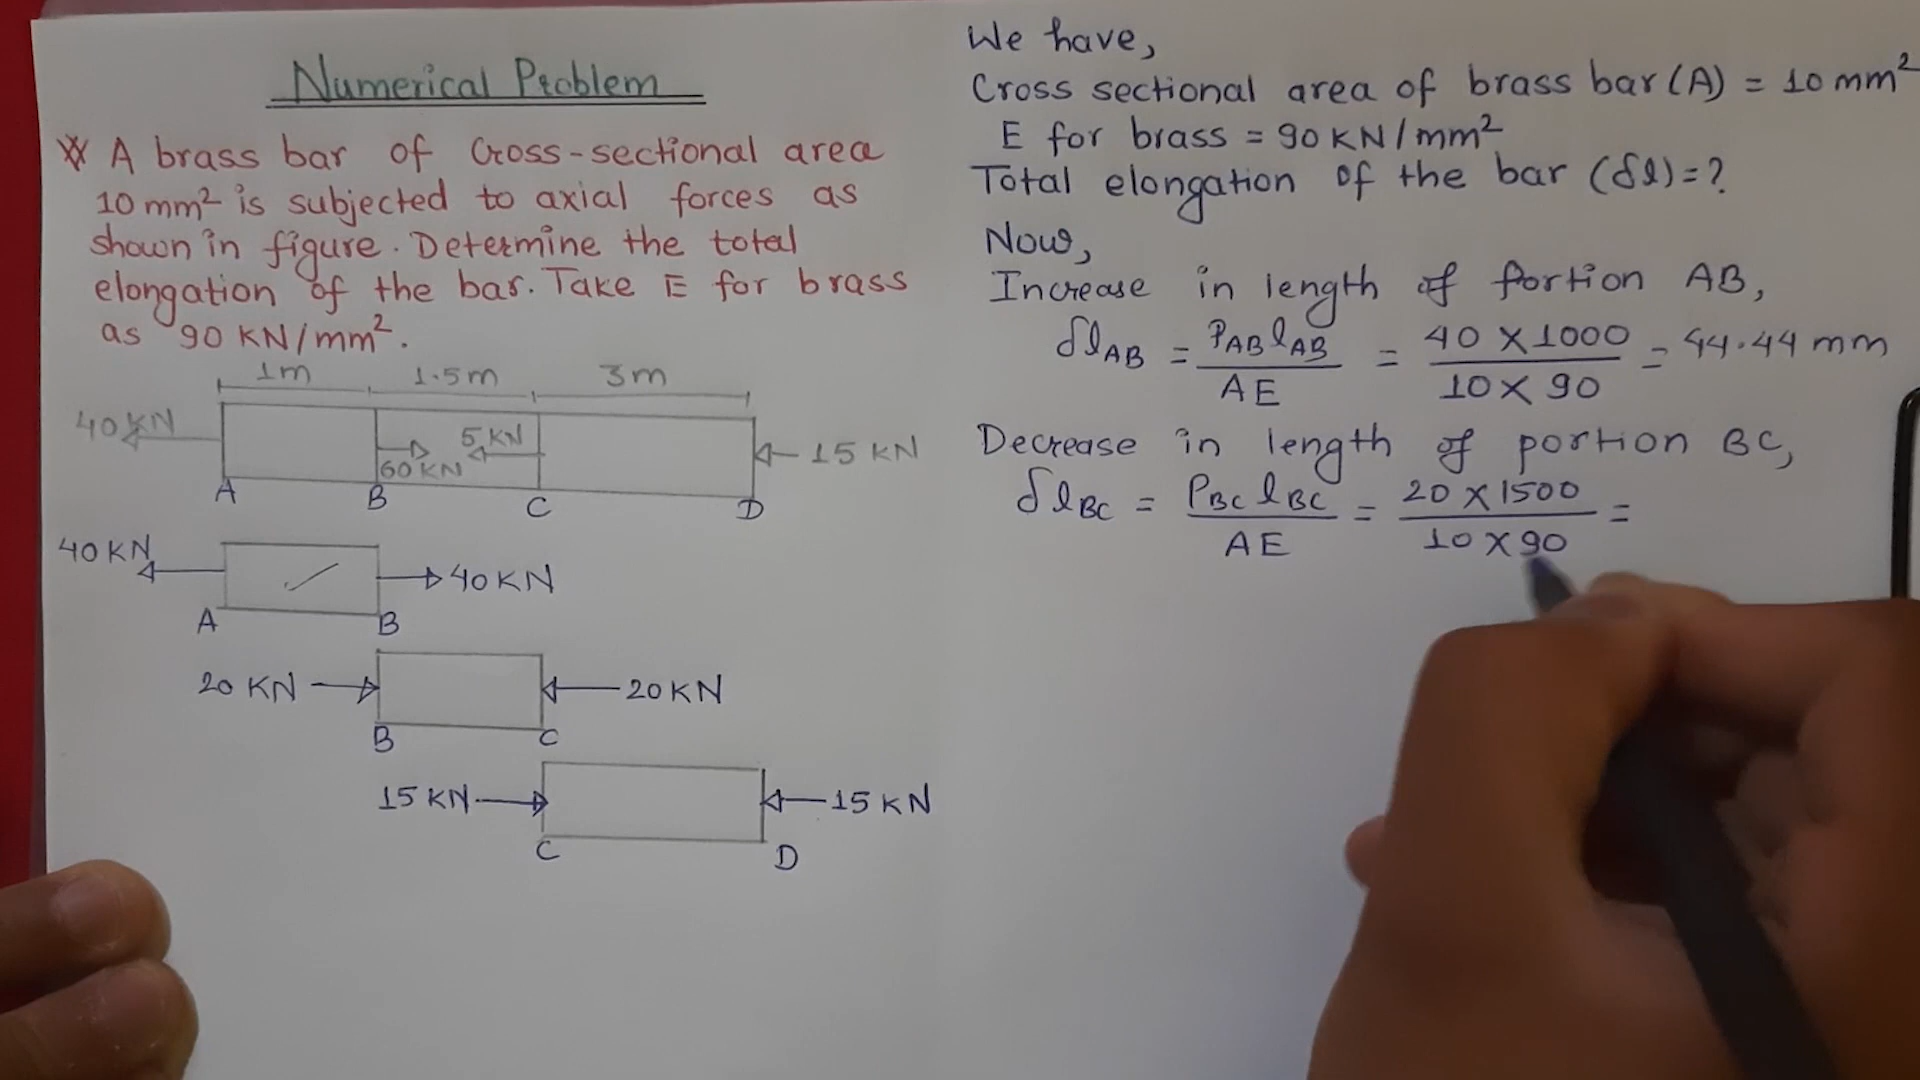 Numerical Problem
* A brass bar of cross-sectional area
10 mm² is subjected to axial forces as
shown in figure. Determine the total
elongation of the bar. Take E for brass
as 90 KN/mm².
1m 1.5m 3m
40 KN 60 KN 5 KN 15 KN
A B C D
40 KN 40 KN
A B
20 KN 20 KN
B C
15 KN 15 KN
C D
We have,
Cross sectional area of brass bar (A) = 10 mm²
E for brass = 90 KN/mm²
Total elongation of the bar (δl) = ?
Now,
Increase in length of portion AB,
δl_AB = P_AB l_AB / AE = 40 X 1000 / 10 X 90 = 44.44 mm
Decrease in length of portion BC,
δl_BC = P_BC l_BC / AE = 20 X 1500 / 10 X 90 =